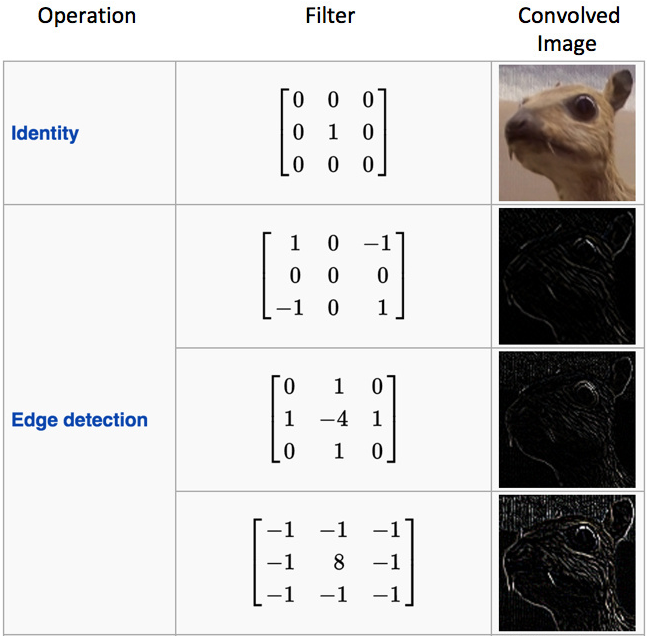 Operation Filter Convolved
Image
Identity
0 0 0
0 1 0
0 0 0
1 0 −1
0 0 0
−1 0 1
Edge detection
0 1 0
1 −4 1
0 1 0
−1 −1 −1
−1 8 −1
−1 −1 −1